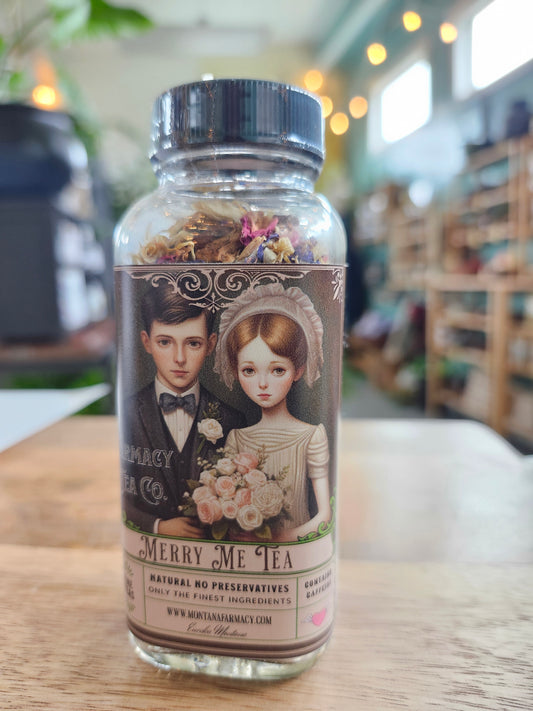 RMACY
EA CO.
MERRY ME TEA
NATURAL NO PRESERVATIVES
ONLY THE FINEST INGREDIENTS
WWW.MONTANAFARMACY.COM
CONTAINS
CAFFEINE